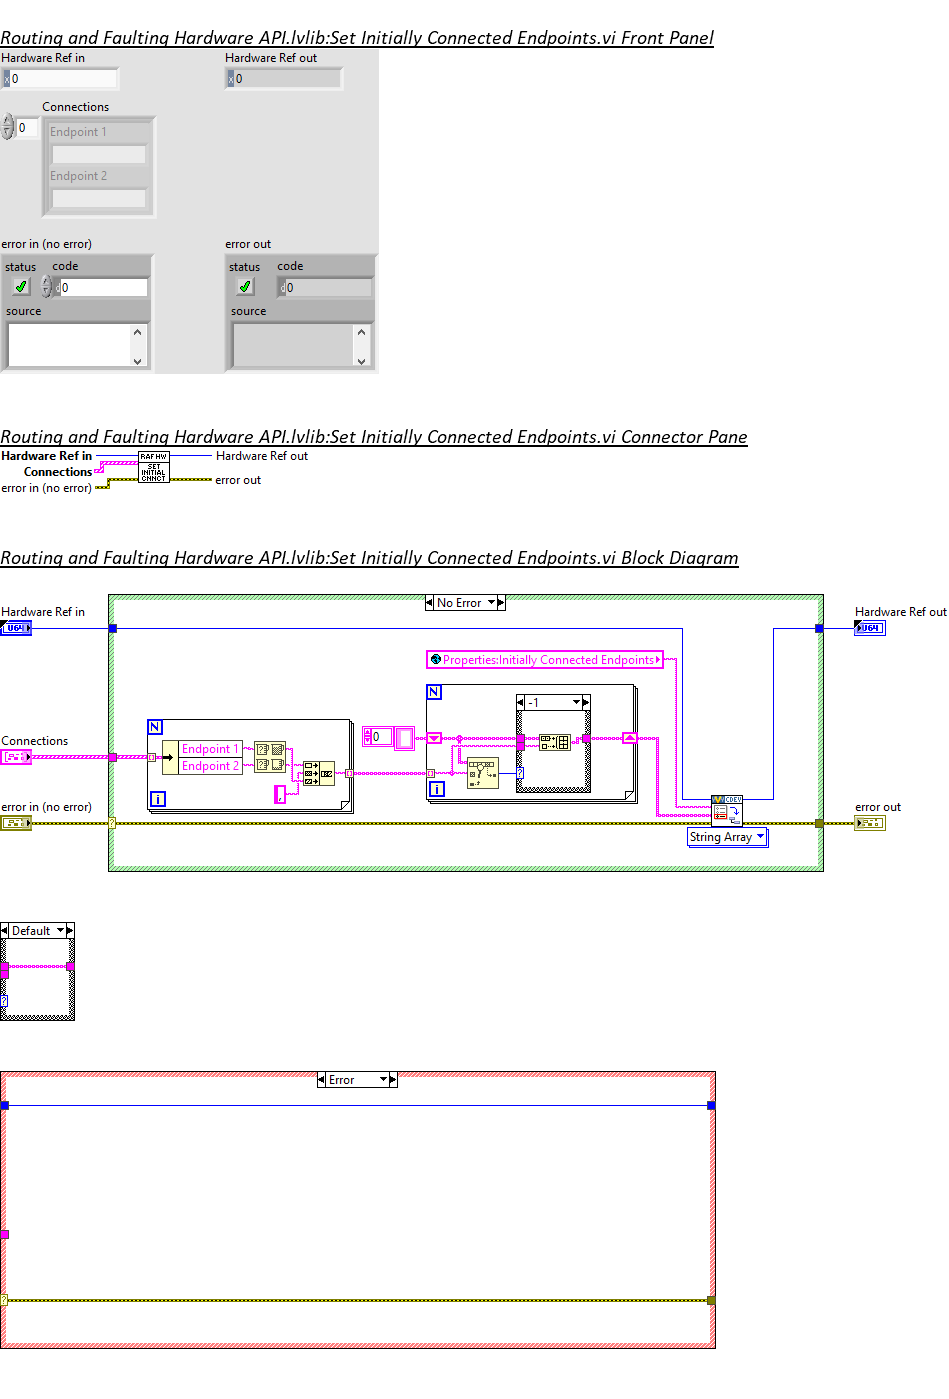 Routing and Faulting Hardware API.lvlib:Set Initially Connected Endpoints.vi Front Panel
Hardware Ref in
Hardware Ref out
x 0
x 0
Connections
0
Endpoint 1
Endpoint 2
error in (no error)
error out
status
code
status
code
d 0
d 0
source
source
Routing and Faulting Hardware API.lvlib:Set Initially Connected Endpoints.vi Connector Pane
Hardware Ref in
RAF HW
Hardware Ref out
Connections
SET
INITIAL
CNNCT
error in (no error)
error out
Routing and Faulting Hardware API.lvlib:Set Initially Connected Endpoints.vi Block Diagram
No Error
Hardware Ref in
Hardware Ref out
U64
U64
Properties:Initially Connected Endpoints
N
-1
N
Connections
0
Endpoint 1
Endpoint 2
?
i
,
i
error in (no error)
error out
CDEV
?
String Array
Default
?
Error
?